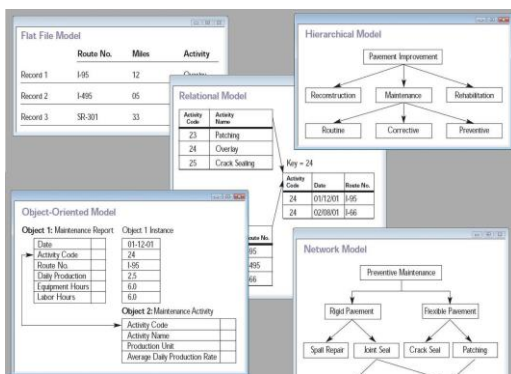 Flat File Model
Route No. Miles Activity
Record 1 I-95 12 Overlay
Record 2 I-495 05
Record 3 SR-301 33
Hierarchical Model
Pavement Improvement
Reconstruction Maintenance Rehabilitation
Routine Corrective Preventive
Relational Model
Activity Code Activity Name
23 Patching
24 Overlay
25 Crack Sealing
Key = 24
Activity Code Date Route No.
24 01/12/01 I-95
24 02/08/01 I-66
Object-Oriented Model
Object 1: Maintenance Report Object 1 Instance
Date 01-12-01
Activity Code 24
Route No. I-95
Daily Production 2.5
Equipment Hours 6.0
Labor Hours 6.0
Object 2: Maintenance Activity
Activity Code
Activity Name
Production Unit
Average Daily Production Rate
Network Model
Preventive Maintenance
Rigid Pavement Flexible Pavement
Spall Repair Joint Seal Crack Seal Patching